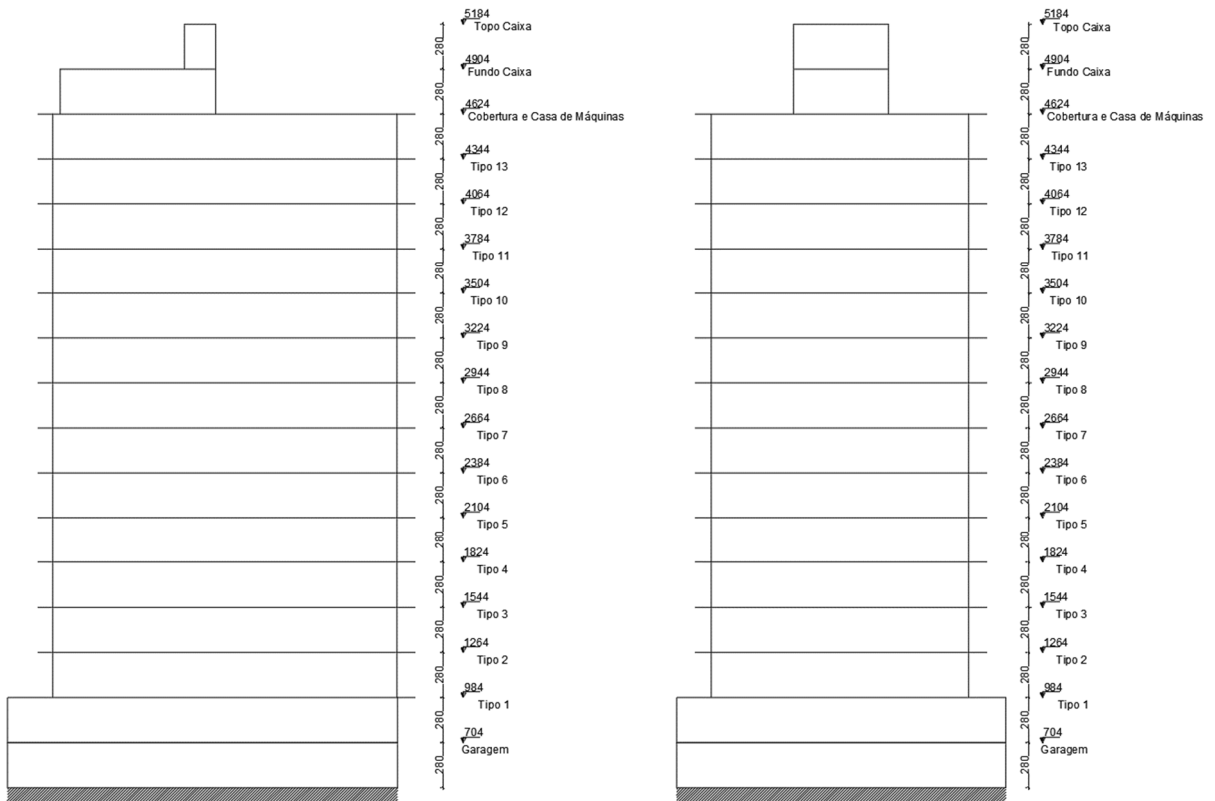 5184
Topo Caixa
280
4904
Fundo Caixa
280
4624
Cobertura e Casa de Máquinas
280
4344
Tipo 13
280
4064
Tipo 12
280
3784
Tipo 11
280
3504
Tipo 10
280
3224
Tipo 9
280
2944
Tipo 8
280
2664
Tipo 7
280
2384
Tipo 6
280
2104
Tipo 5
280
1824
Tipo 4
280
1544
Tipo 3
280
1264
Tipo 2
280
984
Tipo 1
280
704
Garagem
280
5184
Topo Caixa
280
4904
Fundo Caixa
280
4624
Cobertura e Casa de Máquinas
280
4344
Tipo 13
280
4064
Tipo 12
280
3784
Tipo 11
280
3504
Tipo 10
280
3224
Tipo 9
280
2944
Tipo 8
280
2664
Tipo 7
280
2384
Tipo 6
280
2104
Tipo 5
280
1824
Tipo 4
280
1544
Tipo 3
280
1264
Tipo 2
280
984
Tipo 1
280
704
Garagem
280